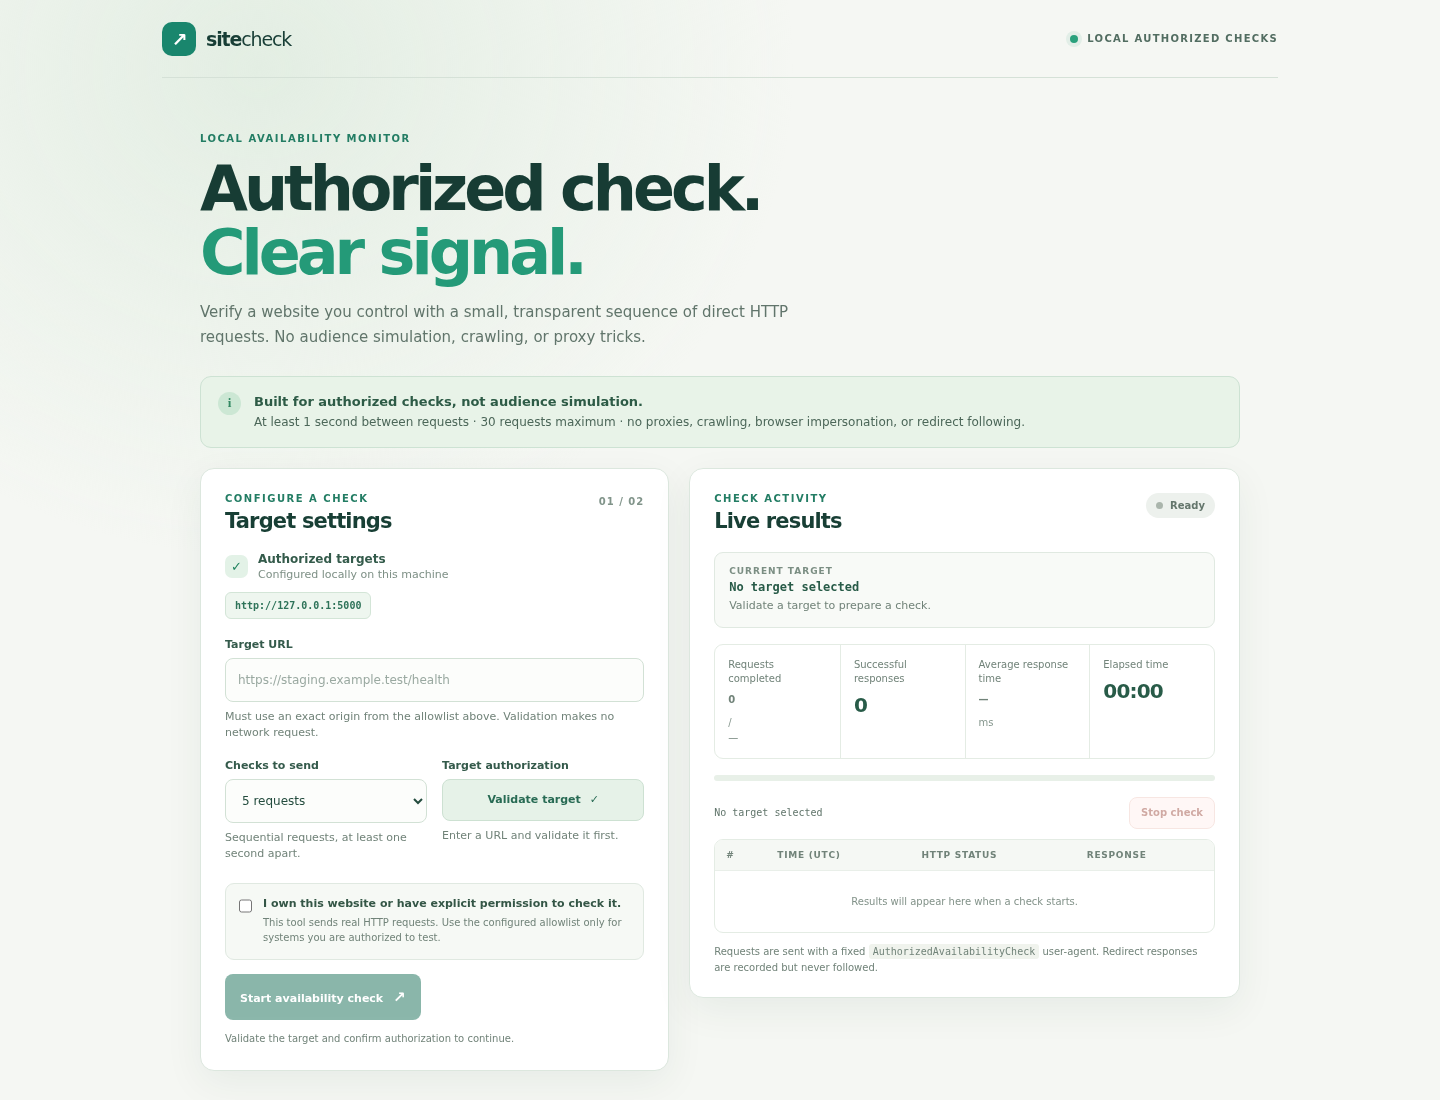 ↗ sitecheck
LOCAL AUTHORIZED CHECKS
LOCAL AVAILABILITY MONITOR
Authorized check.
Clear signal.
Verify a website you control with a small, transparent sequence of direct HTTP
requests. No audience simulation, crawling, or proxy tricks.
i
Built for authorized checks, not audience simulation.
At least 1 second between requests · 30 requests maximum · no proxies, crawling, browser impersonation, or redirect following.
CONFIGURE A CHECK
01 / 02
Target settings
✓
Authorized targets
Configured locally on this machine
http://127.0.0.1:5000
Target URL
https://staging.example.test/health
Must use an exact origin from the allowlist above. Validation makes no
network request.
Checks to send
5 requests
Sequential requests, at least one
second apart.
Target authorization
Validate target ✓
Enter a URL and validate it first.
I own this website or have explicit permission to check it.
This tool sends real HTTP requests. Use the configured allowlist only for
systems you are authorized to test.
Start availability check ↗
Validate the target and confirm authorization to continue.
CHECK ACTIVITY
Live results
Ready
CURRENT TARGET
No target selected
Validate a target to prepare a check.
Requests
completed
0
/
—
Successful
responses
0
Average response
time
—
ms
Elapsed time
00:00
No target selected
Stop check
# TIME (UTC) HTTP STATUS RESPONSE
Results will appear here when a check starts.
Requests are sent with a fixed AuthorizedAvailabilityCheck user-agent. Redirect responses
are recorded but never followed.